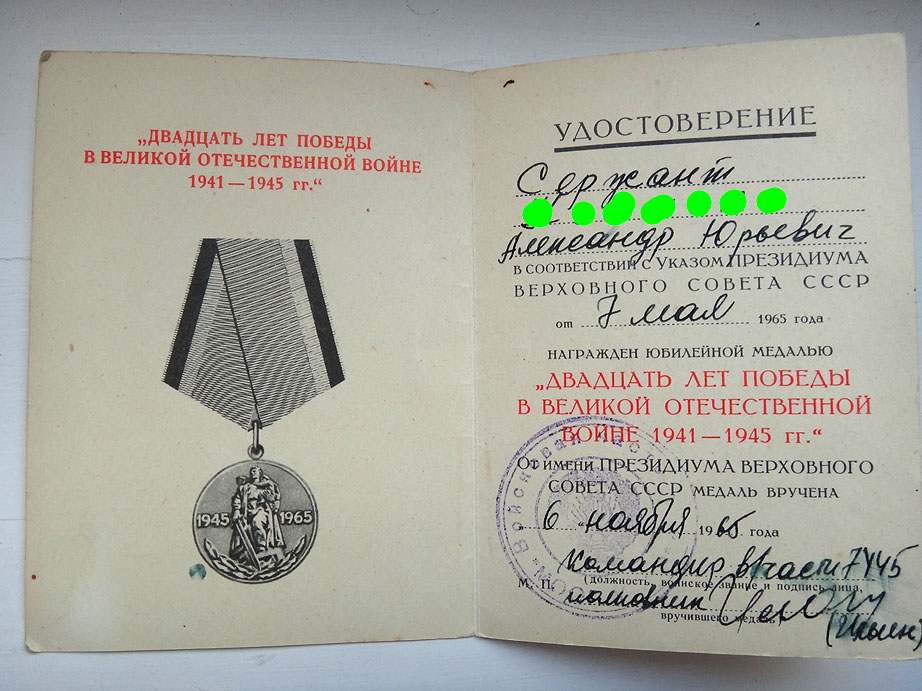 „ДВАДЦАТЬ ЛЕТ ПОБЕДЫ
В ВЕЛИКОЙ ОТЕЧЕСТВЕННОЙ ВОЙНЕ
1941 — 1945 гг.“
1945 1965
УДОСТОВЕРЕНИЕ
Сержант
Александр Юрьевич
В СООТВЕТСТВИИ С УКАЗОМ ПРЕЗИДИУМА
ВЕРХОВНОГО СОВЕТА СССР
от 7 мая 1965 года
НАГРАЖДЕН ЮБИЛЕЙНОЙ МЕДАЛЬЮ
„ДВАДЦАТЬ ЛЕТ ПОБЕДЫ
В ВЕЛИКОЙ ОТЕЧЕСТВЕННОЙ
ВОЙНЕ 1941 — 1945 гг.“
От имени ПРЕЗИДИУМА ВЕРХОВНОГО
СОВЕТА СССР МЕДАЛЬ ВРУЧЕНА
6 „ ноября 1965 года
Командир в/части 7445
М. П. (должность, воинское звание и подпись лица,
полковник
вручившего медаль)
(Ильин)
Войсковая часть